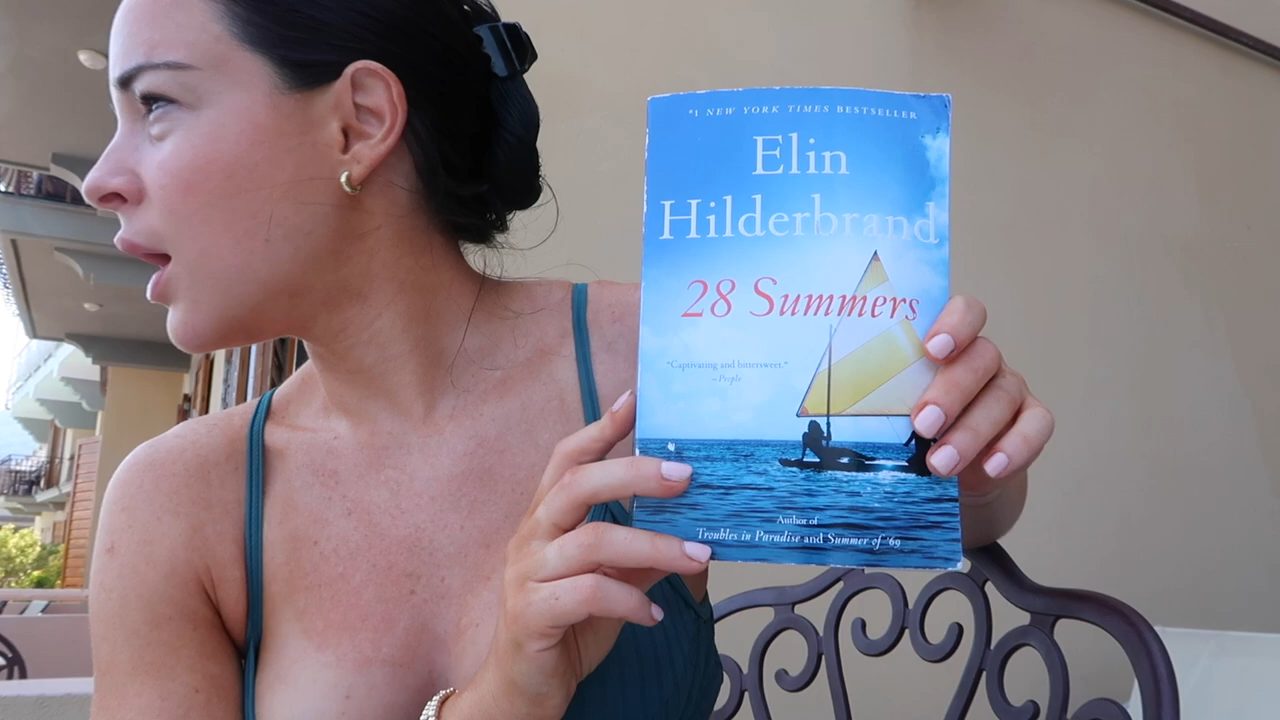 #1 NEW YORK TIMES BESTSELLER
Elin
Hilderbrand
28 Summers
"Captivating and bittersweet."
—People
Author of
Troubles in Paradise and Summer of '69